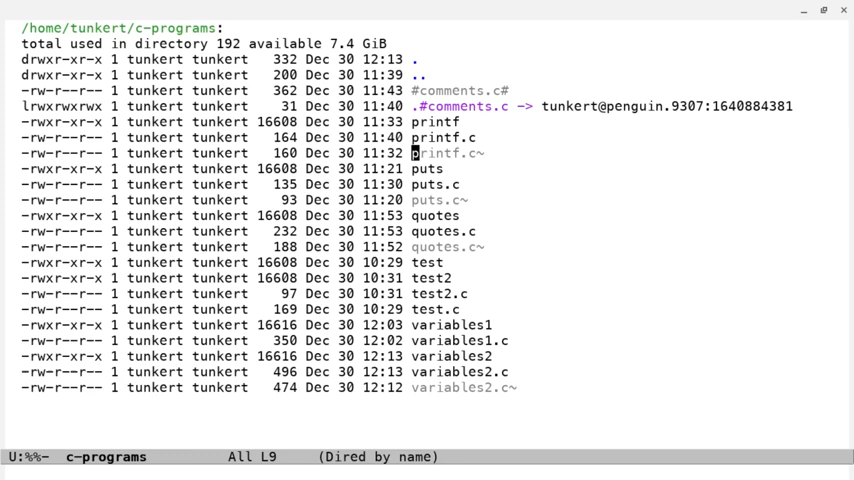 /home/tunkert/c-programs:
total used in directory 192 available 7.4 GiB
drwxr-xr-x 1 tunkert tunkert   332 Dec 30 12:13 .
drwxr-xr-x 1 tunkert tunkert   200 Dec 30 11:39 ..
-rw-r--r-- 1 tunkert tunkert   362 Dec 30 11:43 #comments.c#
lrwxrwxrwx 1 tunkert tunkert    31 Dec 30 11:40 .#comments.c -> tunkert@penguin.9307:1640884381
-rwxr-xr-x 1 tunkert tunkert 16608 Dec 30 11:33 printf
-rw-r--r-- 1 tunkert tunkert   164 Dec 30 11:40 printf.c
-rw-r--r-- 1 tunkert tunkert   160 Dec 30 11:32 printf.c~
-rwxr-xr-x 1 tunkert tunkert 16608 Dec 30 11:21 puts
-rw-r--r-- 1 tunkert tunkert   135 Dec 30 11:30 puts.c
-rw-r--r-- 1 tunkert tunkert    93 Dec 30 11:20 puts.c~
-rwxr-xr-x 1 tunkert tunkert 16608 Dec 30 11:53 quotes
-rw-r--r-- 1 tunkert tunkert   232 Dec 30 11:53 quotes.c
-rw-r--r-- 1 tunkert tunkert   188 Dec 30 11:52 quotes.c~
-rwxr-xr-x 1 tunkert tunkert 16608 Dec 30 10:29 test
-rwxr-xr-x 1 tunkert tunkert 16608 Dec 30 10:31 test2
-rw-r--r-- 1 tunkert tunkert    97 Dec 30 10:31 test2.c
-rw-r--r-- 1 tunkert tunkert   169 Dec 30 10:29 test.c
-rwxr-xr-x 1 tunkert tunkert 16616 Dec 30 12:03 variables1
-rw-r--r-- 1 tunkert tunkert   350 Dec 30 12:02 variables1.c
-rwxr-xr-x 1 tunkert tunkert 16616 Dec 30 12:13 variables2
-rw-r--r-- 1 tunkert tunkert   496 Dec 30 12:13 variables2.c
-rw-r--r-- 1 tunkert tunkert   474 Dec 30 12:12 variables2.c~
U:%%-  c-programs          All L9     (Dired by name)